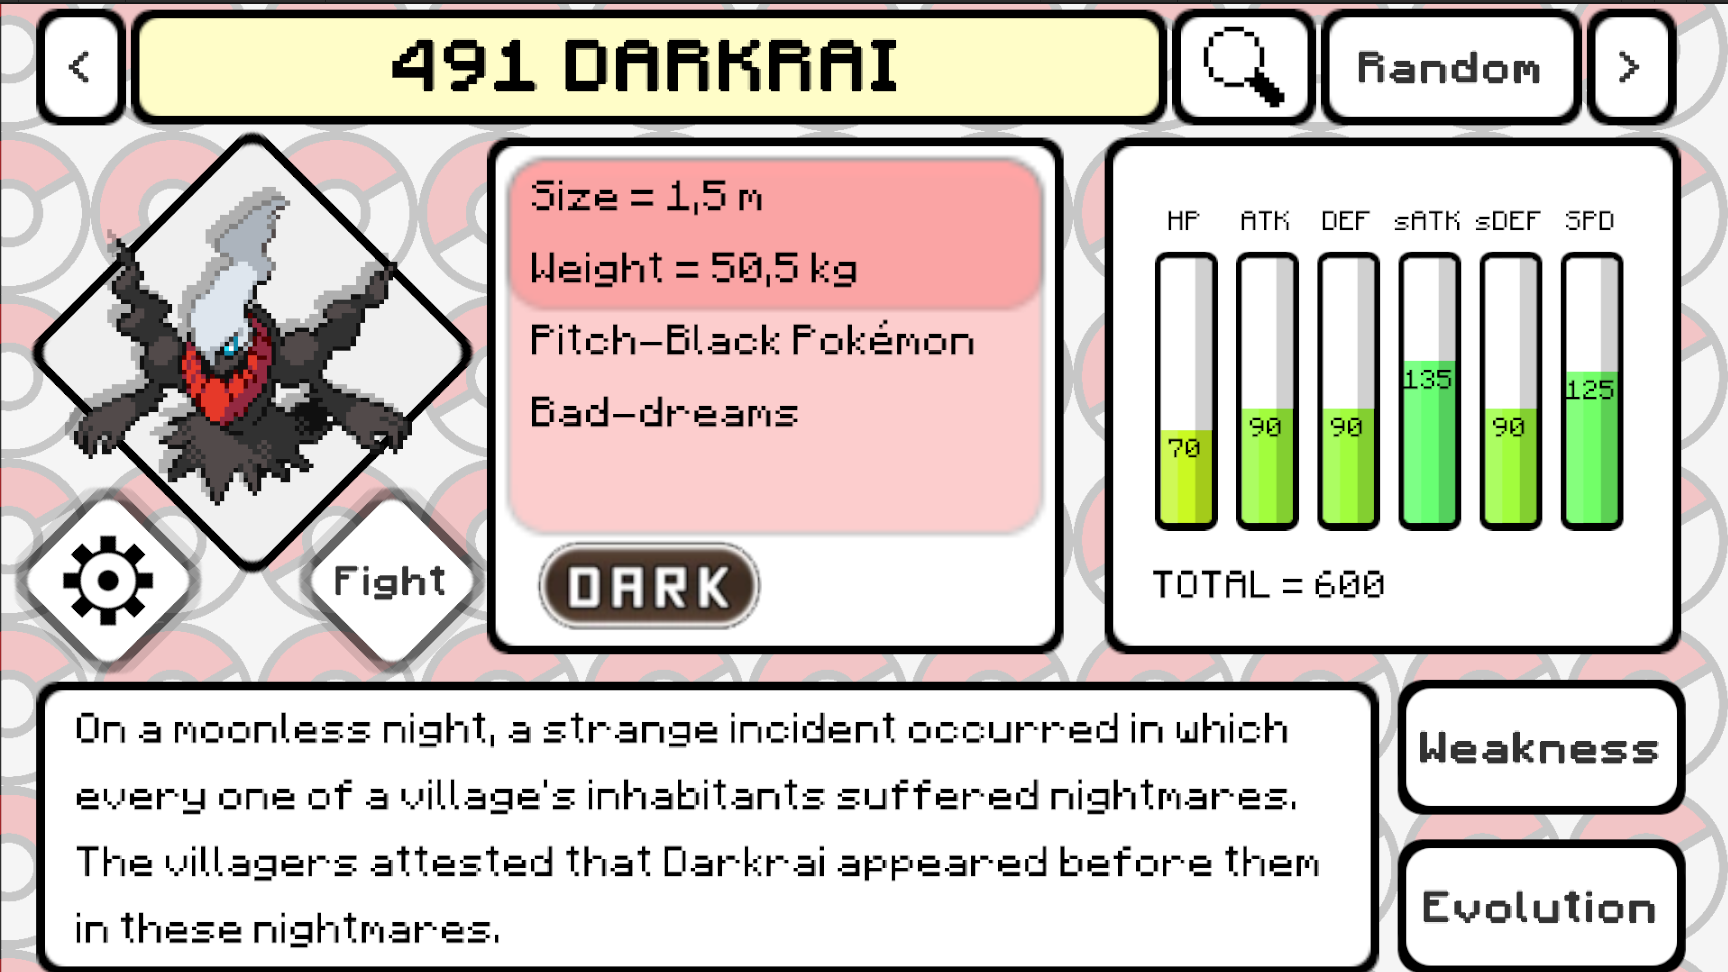 <
491 DARKRAI
Random
>
Size = 1,5 m
Weight = 50,5 kg
Pitch-Black Pokémon
Bad-dreams
DARK
Fight
HP ATK DEF sATK sDEF SPD
70 90 90 135 90 125
TOTAL = 600
On a moonless night, a strange incident occurred in which
every one of a village's inhabitants suffered nightmares.
The villagers attested that Darkrai appeared before them
in these nightmares.
Weakness
Evolution